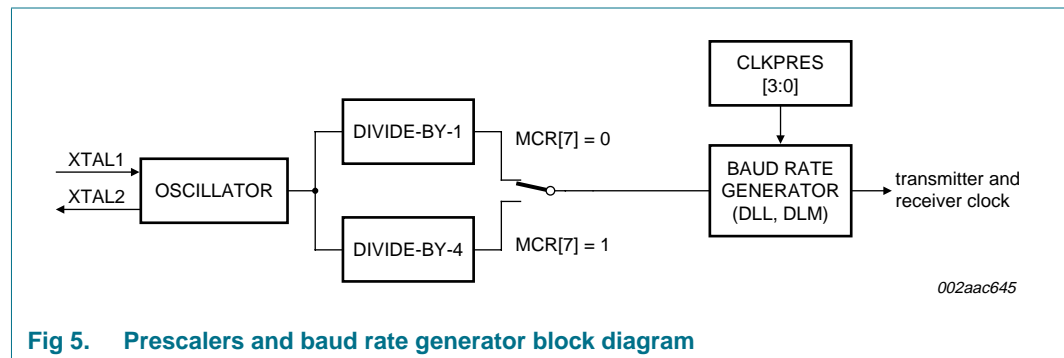 XTAL1
XTAL2
OSCILLATOR
DIVIDE-BY-1
DIVIDE-BY-4
MCR[7] = 0
MCR[7] = 1
CLKPRES
[3:0]
BAUD RATE
GENERATOR
(DLL, DLM)
transmitter and
receiver clock
002aac645
Fig 5. Prescalers and baud rate generator block diagram